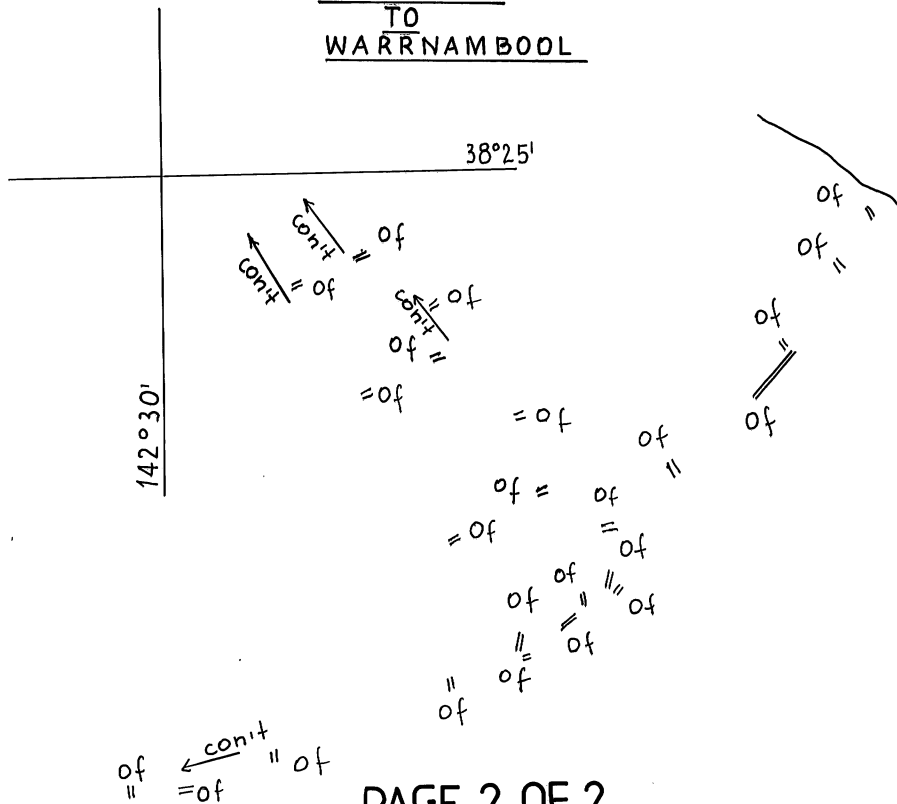 TO
WARRNAMBOOL
38°25'
Of
Of
con't
Of
con't
= Of
con't
= Of
Of
Of =
= Of
= Of
Of
Of
142°30'
Of =
Of
= Of
Of
Of
Of
Of
Of
Of
Of
con't
Of
Of
= Of
PAGE 2 OF 2